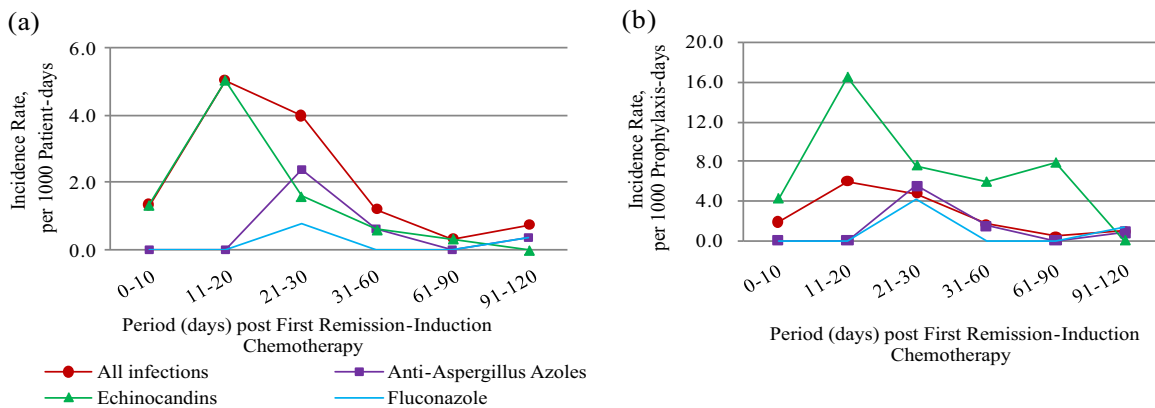 (a)
Incidence Rate,
per 1000 Patient-days
6.0
4.0
2.0
0.0
0-10
11-20
21-30
31-60
61-90
91-120
Period (days) post First Remission-Induction
Chemotherapy
(b)
Incidence Rate,
per 1000 Prophylaxis-days
20.0
16.0
12.0
8.0
4.0
0.0
0-10
11-20
21-30
31-60
61-90
91-120
Period (days) post First Remission-Induction
Chemotherapy
All infections
Anti-Aspergillus Azoles
Echinocandins
Fluconazole